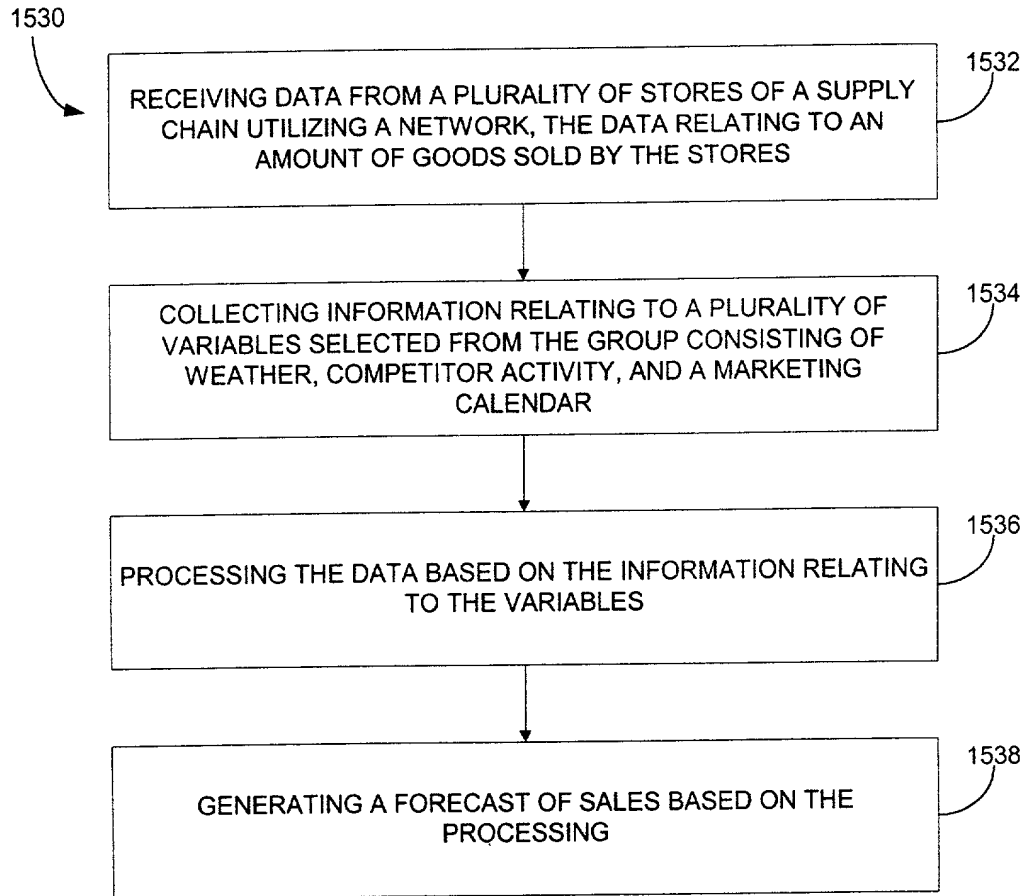 1530
1532
RECEIVING DATA FROM A PLURALITY OF STORES OF A SUPPLY
CHAIN UTILIZING A NETWORK, THE DATA RELATING TO AN
AMOUNT OF GOODS SOLD BY THE STORES
1534
COLLECTING INFORMATION RELATING TO A PLURALITY OF
VARIABLES SELECTED FROM THE GROUP CONSISTING OF
WEATHER, COMPETITOR ACTIVITY, AND A MARKETING
CALENDAR
1536
PROCESSING THE DATA BASED ON THE INFORMATION RELATING
TO THE VARIABLES
1538
GENERATING A FORECAST OF SALES BASED ON THE
PROCESSING